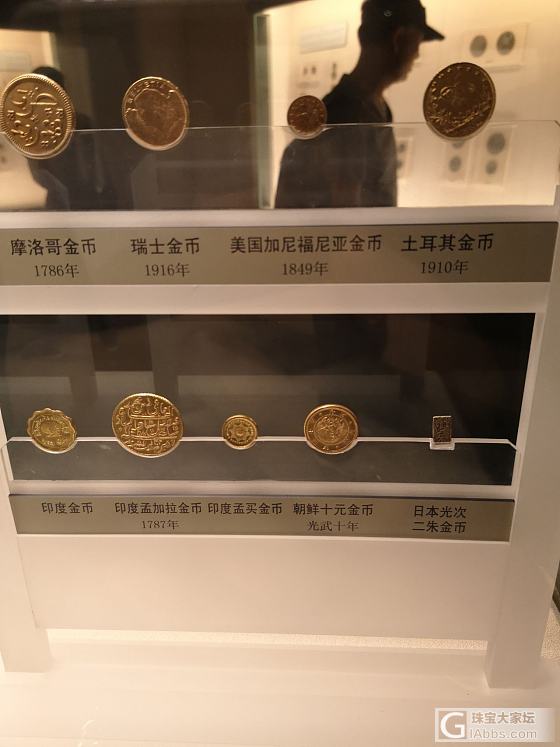 摩洛哥金币 瑞士金币 美国加尼福尼亚金币 土耳其金币
1786年 1916年 1849年 1910年
印度金币 印度孟加拉金币 印度孟买金币 朝鲜十元金币 日本光次
1787年 光武十年 二朱金币
珠宝大家坛
GIAbbs.com